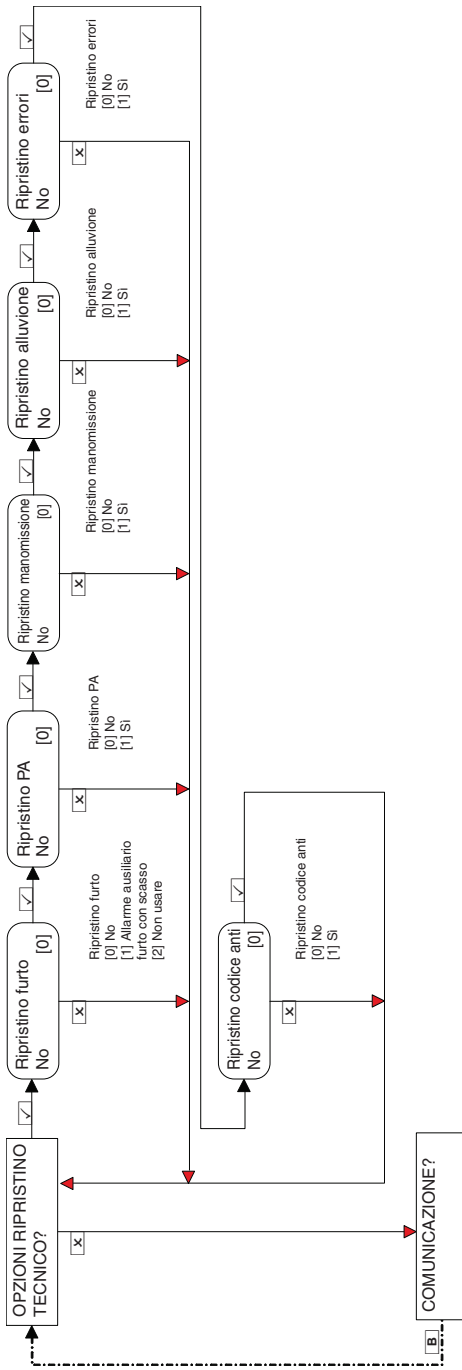 OPZIONI RIPRISTINO
TECNICO?
✓
Ripristino furto
No [0]
✓
Ripristino PA
No [0]
✓
Ripristino manomissione
No [0]
✓
Ripristino alluvione
No [0]
✓
Ripristino errori
No [0]
✓
x
Ripristino furto
[0] No
[1] Allarme ausiliario
furto con scasso
[2] Non usare
x
Ripristino PA
[0] No
[1] Sì
x
Ripristino manomissione
[0] No
[1] Sì
x
Ripristino alluvione
[0] No
[1] Sì
x
Ripristino errori
[0] No
[1] Sì
x
Ripristino codice anti
No [0]
✓
x
Ripristino codice anti
[0] No
[1] Sì
COMUNICAZIONE?
B